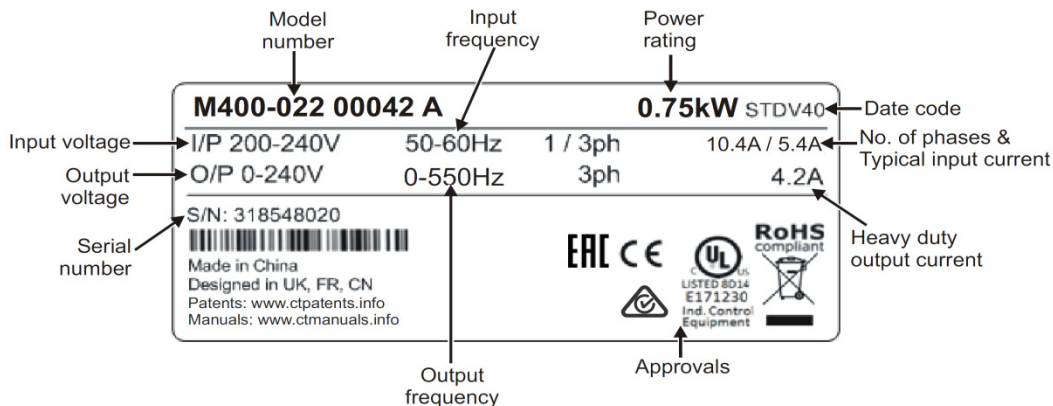 Model
number
Input
frequency
Power
rating
M400-022 00042 A 0.75kW STDV40
Date code
Input voltage
I/P 200-240V 50-60Hz 1 / 3ph 10.4A / 5.4A
No. of phases &
Typical input current
Output
voltage
O/P 0-240V 0-550Hz 3ph 4.2A
Serial
number
S/N: 318548020
Made in China
Designed in UK, FR, CN
Patents: www.ctpatents.info
Manuals: www.ctmanuals.info
EAC CE
C UL US
LISTED 8D14
E171230
Ind. Control
Equipment
RoHS
compliant
Heavy duty
output current
Output
frequency
Approvals